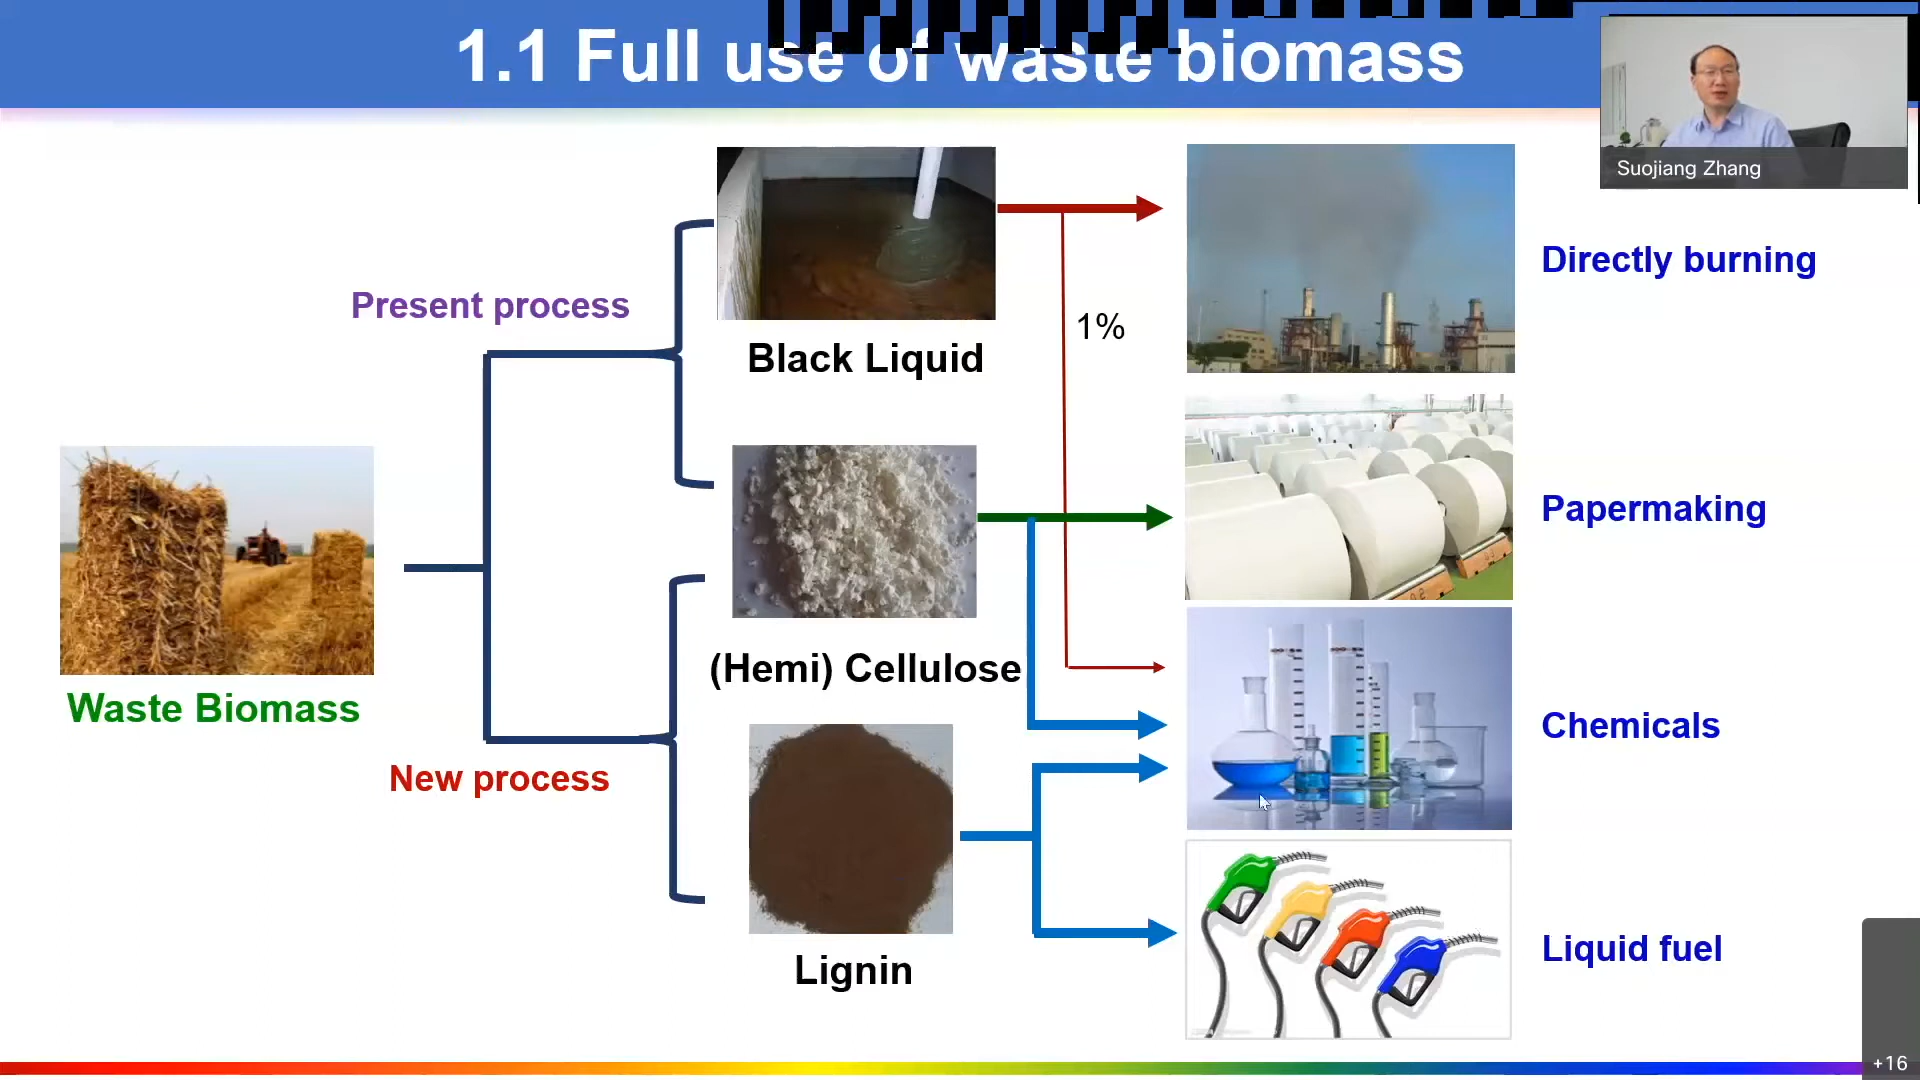 1.1 Full use of waste biomass
Suojiang Zhang
Directly burning
Present process
1%
Black Liquid
Papermaking
(Hemi) Cellulose
Waste Biomass
Chemicals
New process
Liquid fuel
Lignin
+16